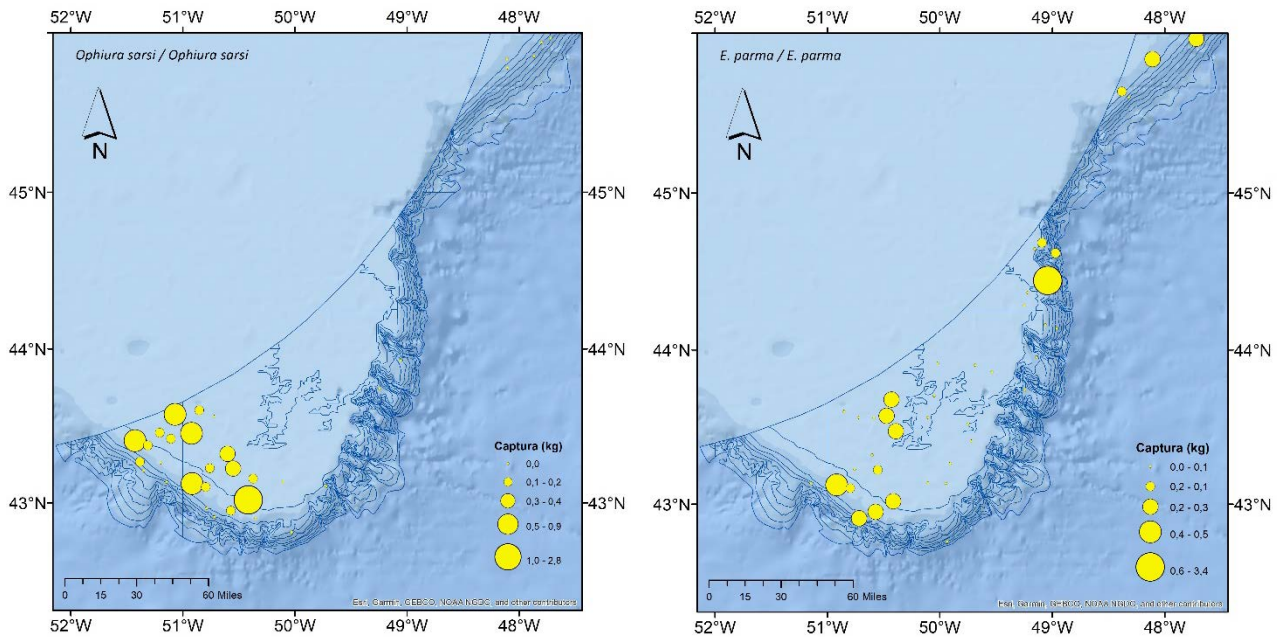 52°W 51°W 50°W 49°W 48°W
Ophiura sarsi / Ophiura sarsi
N
45°N 45°N
44°N 44°N
43°N 43°N
Captura (kg)
0,0
0,1 - 0,2
0,3 - 0,4
0,5 - 0,9
1,0 - 2,8
0 15 30 60 Miles
Esri, Garmin, GEBCO, NOAA NGDC, and other contributors
52°W 51°W 50°W 49°W 48°W
52°W 51°W 50°W 49°W 48°W
E. parma / E. parma
N
45°N 45°N
44°N 44°N
43°N 43°N
Captura (kg)
0,0 - 0,1
0,2 - 0,1
0,2 - 0,3
0,4 - 0,5
0,6 - 3,4
0 15 30 60 Miles
Esri, Garmin, GEBCO, NOAA NGDC, and other contributors
52°W 51°W 50°W 49°W 48°W